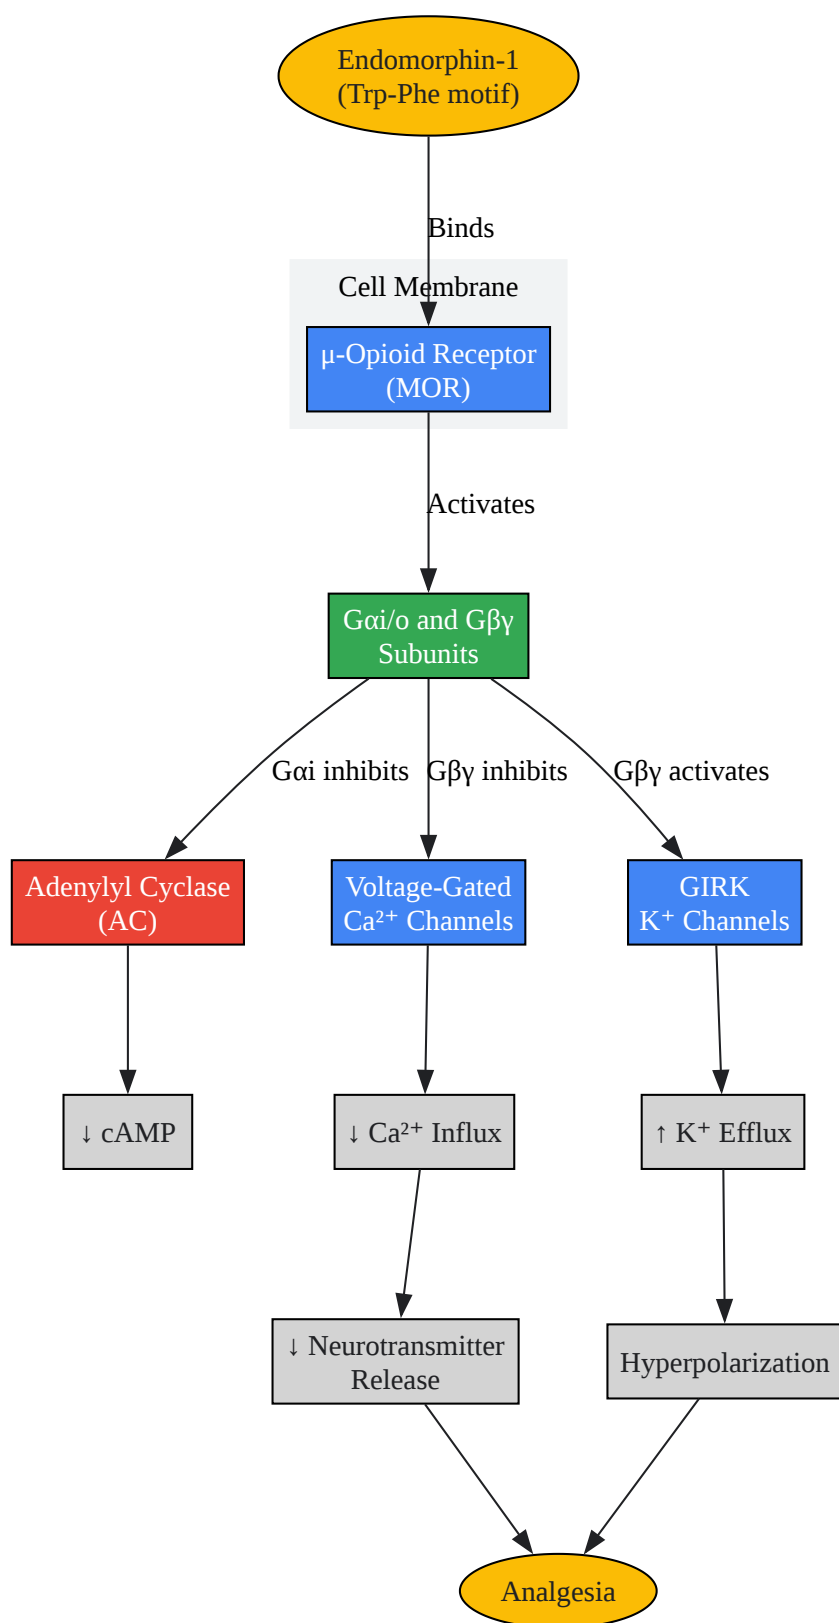 Endomorphin-1
(Trp-Phe motif)
Binds
Cell Membrane
μ-Opioid Receptor
(MOR)
Activates
Gαi/o and Gβγ
Subunits
Gαi inhibits
Gβγ inhibits
Gβγ activates
Adenylyl Cyclase
(AC)
Voltage-Gated
Ca²⁺ Channels
GIRK
K⁺ Channels
↓ cAMP
↓ Ca²⁺ Influx
↑ K⁺ Efflux
↓ Neurotransmitter
Release
Hyperpolarization
Analgesia